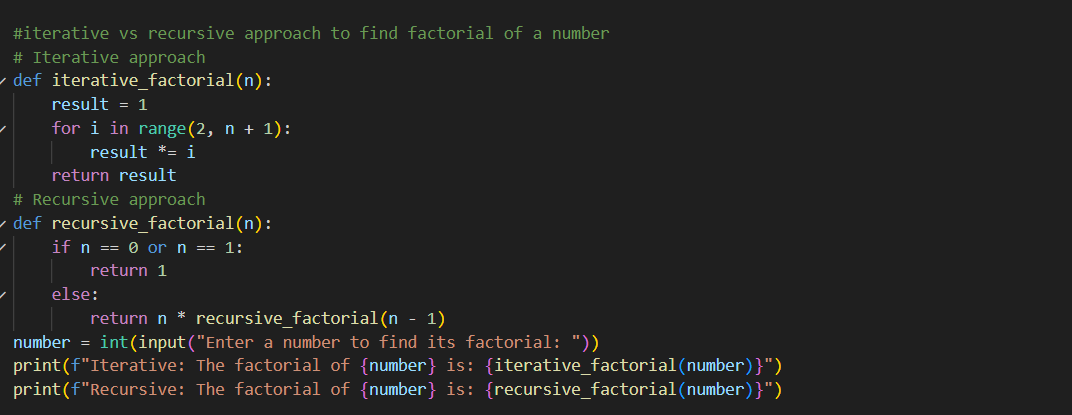 #iterative vs recursive approach to find factorial of a number
# Iterative approach
def iterative_factorial(n):
    result = 1
    for i in range(2, n + 1):
        result *= i
    return result
# Recursive approach
def recursive_factorial(n):
    if n == 0 or n == 1:
        return 1
    else:
        return n * recursive_factorial(n - 1)
number = int(input("Enter a number to find its factorial: "))
print(f"Iterative: The factorial of {number} is: {iterative_factorial(number)}")
print(f"Recursive: The factorial of {number} is: {recursive_factorial(number)}")